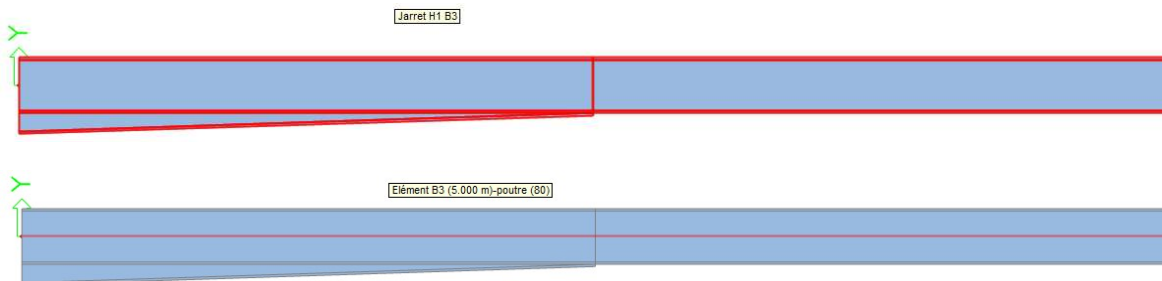 Jarret H1 B3
Y
Elément B3 (5.000 m)-poutre (80)
Y